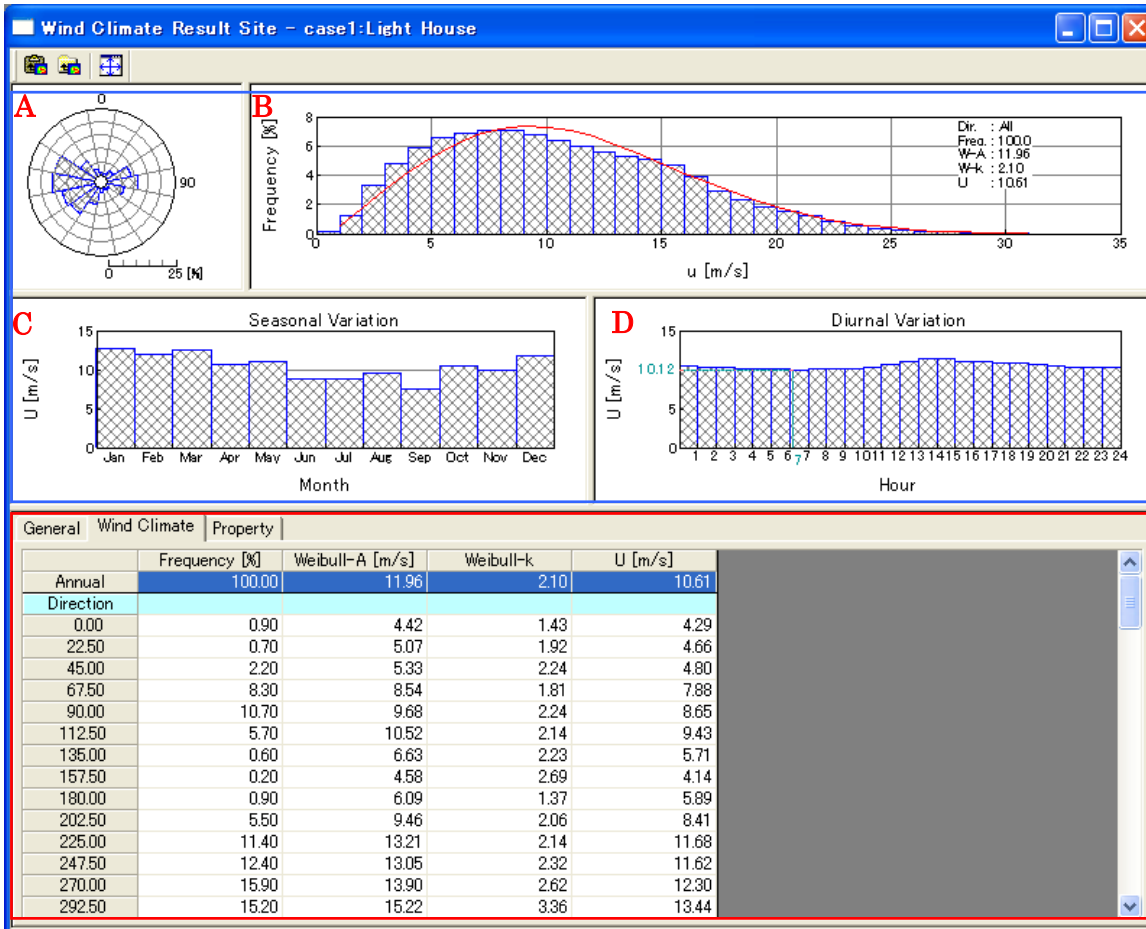 Wind Climate Result Site - case1:Light House
A
0
90
0 25 [%]
B
Frequency [%]
8
6
4
2
0
0 5 10 15 20 25 30 35
u [m/s]
Dir. : All
Freq. : 100.0
W-A : 11.96
W-k : 2.10
U : 10.61
C
Seasonal Variation
U [m/s]
15
10
5
0
Jan Feb Mar Apr May Jun Jul Aug Sep Oct Nov Dec
Month
D
Diurnal Variation
U [m/s]
15
10.12
5
0
1 2 3 4 5 6 7 7 8 9 10 11 12 13 14 15 16 17 18 19 20 21 22 23 24
Hour
General Wind Climate Property
Frequency [%] Weibull-A [m/s] Weibull-k U [m/s]
Annual 100.00 11.96 2.10 10.61
Direction
0.00 0.90 4.42 1.43 4.29
22.50 0.70 5.07 1.92 4.66
45.00 2.20 5.33 2.24 4.80
67.50 8.30 8.54 1.81 7.88
90.00 10.70 9.68 2.24 8.65
112.50 5.70 10.52 2.14 9.43
135.00 0.60 6.63 2.23 5.71
157.50 0.20 4.58 2.69 4.14
180.00 0.90 6.09 1.37 5.89
202.50 5.50 9.46 2.06 8.41
225.00 11.40 13.21 2.14 11.68
247.50 12.40 13.05 2.32 11.62
270.00 15.90 13.90 2.62 12.30
292.50 15.20 15.22 3.36 13.44